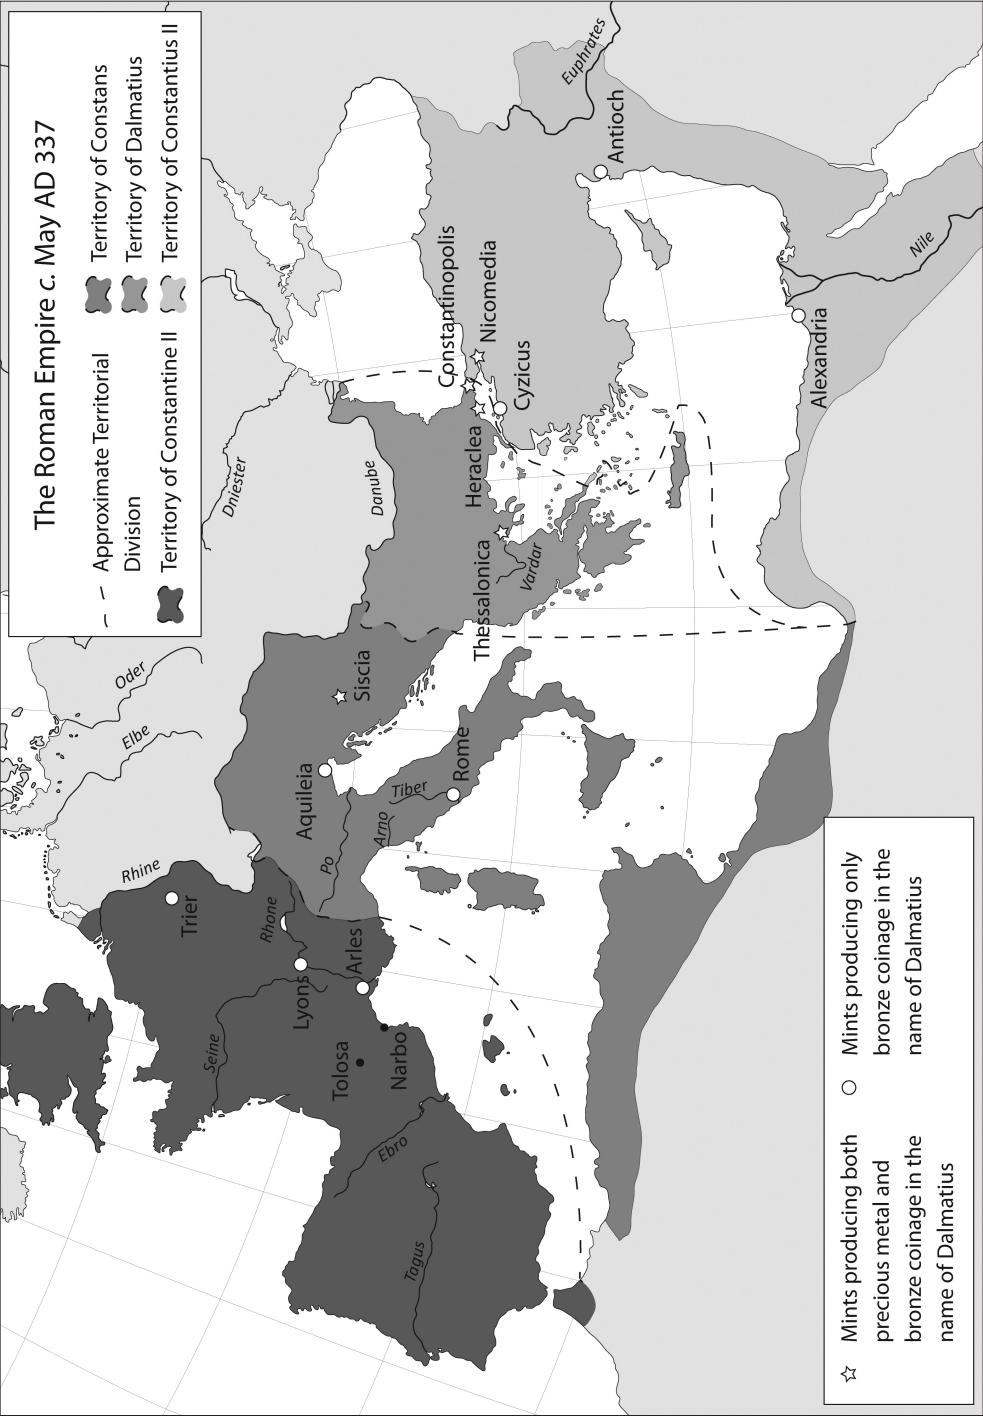 The Roman Empire c. May AD 337
Approximate Territorial
Division
Territory of Constantine II
Territory of Constans
Territory of Dalmatius
Territory of Constantius II
Oder
Elbe
Rhine
Dniester
Danube
Euphrates
Nile
Vardar
Tiber
Arno
Po
Rhone
Seine
Ebro
Tagus
Trier
Lyons
Arles
Tolosa
Narbo
Aquileia
Rome
Siscia
Thessalonica
Heraclea
Constantinopolis
Nicomedia
Cyzicus
Antioch
Alexandria
Mints producing both
precious metal and
bronze coinage in the
name of Dalmatius
Mints producing only
bronze coinage in the
name of Dalmatius